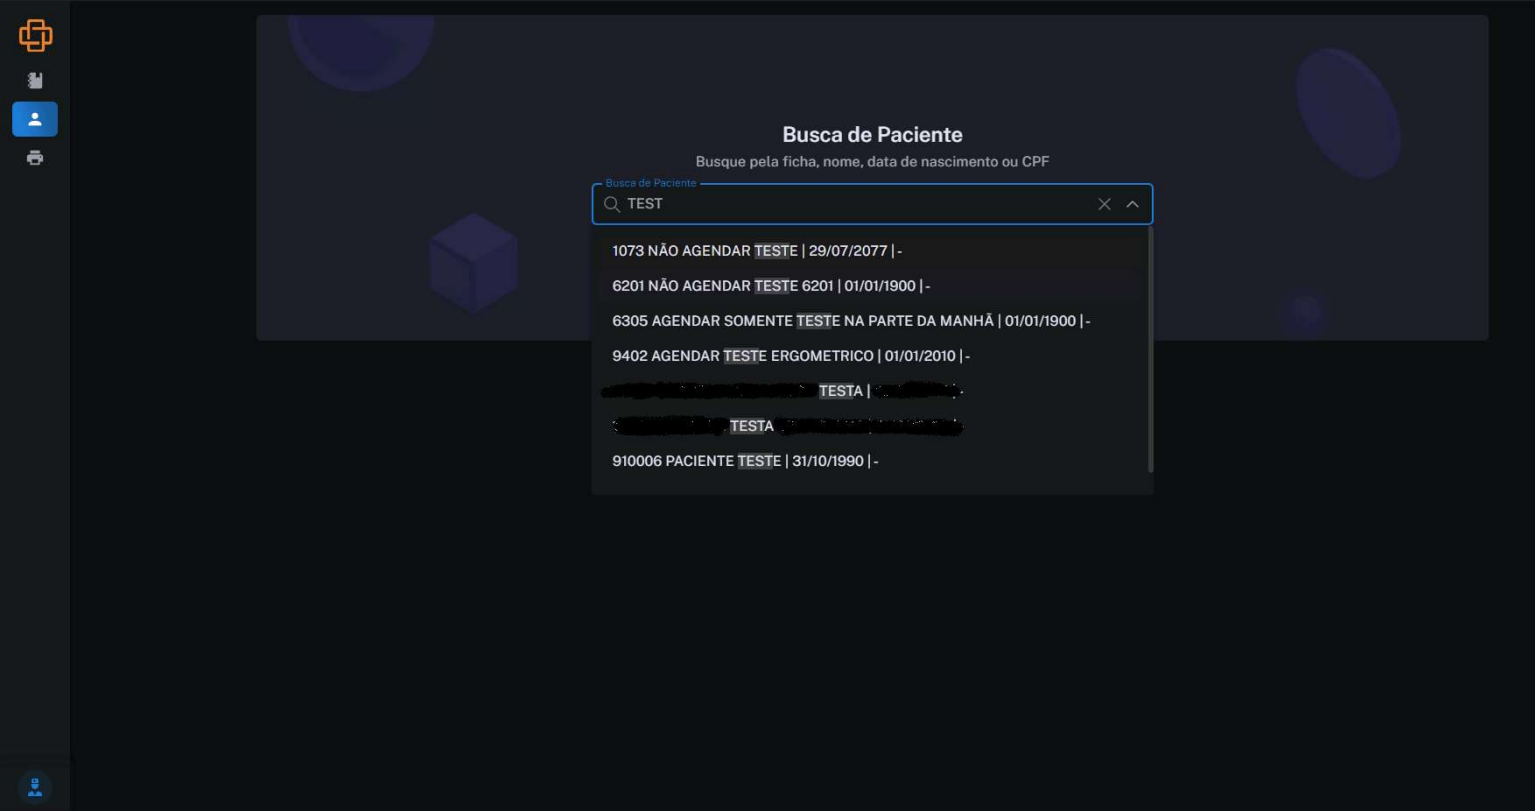 Busca de Paciente
Busque pela ficha, nome, data de nascimento ou CPF
Busca de Paciente
TEST
1073 NÃO AGENDAR TESTE | 29/07/2077 | -
6201 NÃO AGENDAR TESTE 6201 | 01/01/1900 | -
6305 AGENDAR SOMENTE TESTE NA PARTE DA MANHÃ | 01/01/1900 | -
9402 AGENDAR TESTE ERGOMETRICO | 01/01/2010 | -
TESTA | -
TESTA
910006 PACIENTE TESTE | 31/10/1990 | -